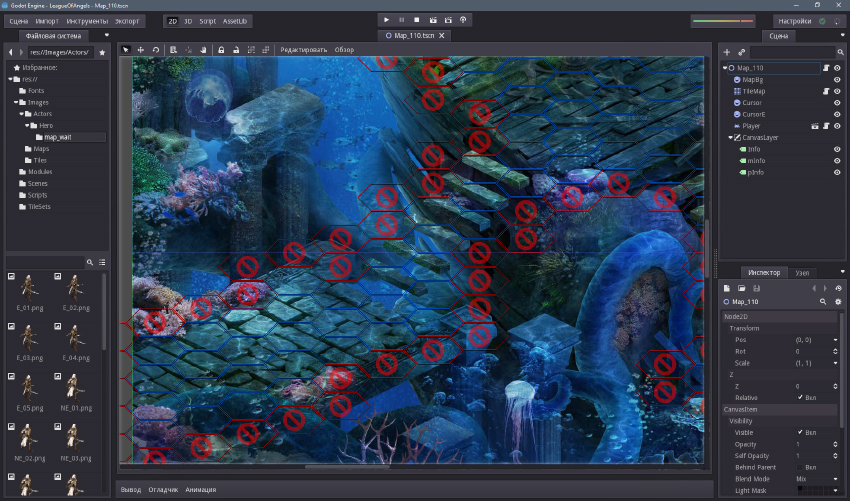 Godot Engine - LeagueOfAngels - Map_110.tscn
Сцена Импорт Инструменты Экспорт
2D 3D Script AssetLib
Настройки
Файловая система
res://Images/Actors/
Избранное:
res://
Fonts
Images
Actors
Hero
map_wait
Maps
Tiles
Modules
Scenes
Scripts
TileSets
E_01.png E_02.png
E_03.png E_04.png
E_05.png NE_01.png
NE_02.png NE_03.png
Map_110.tscn
Редактировать Обзор
Вывод Отладчик Анимация
Сцена
Map_110
MapBg
TileMap
Cursor
CursorE
Player
CanvasLayer
Info
mInfo
pInfo
Инспектор Узел
Map_110
Node2D
Transform
Pos (0, 0)
Rot 0
Scale (1, 1)
Z
Z 0
Relative Вкл
CanvasItem
Visibility
Visible Вкл
Opacity 1
Self Opacity 1
Behind Parent Вкл
Blend Mode Mix
Light Mask